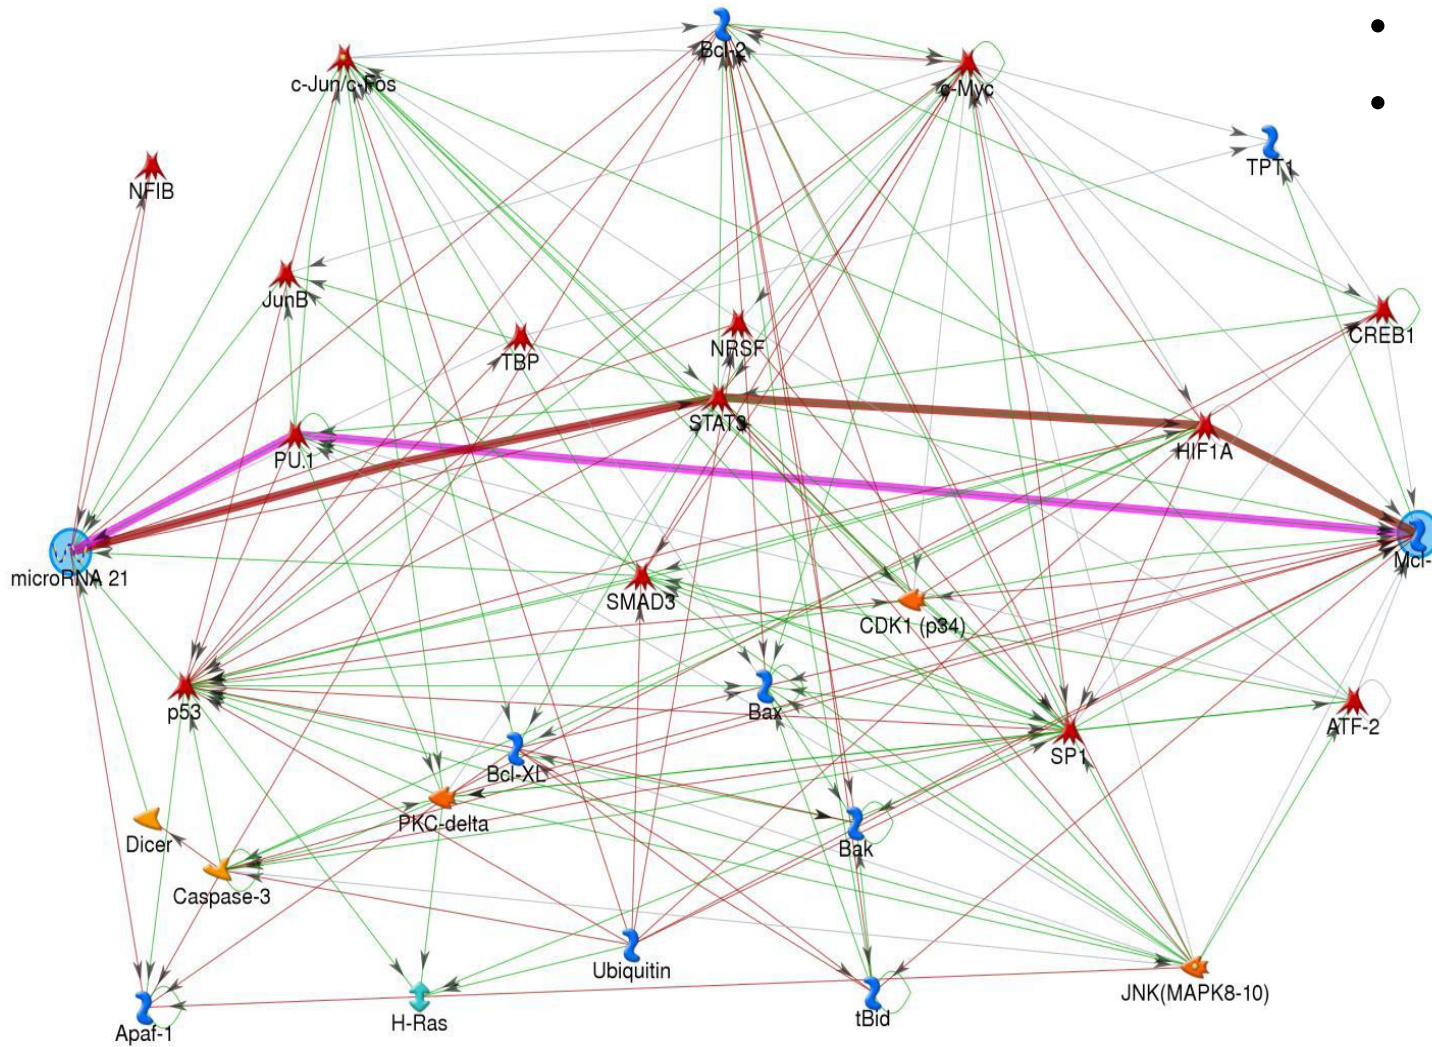 Bcl-2
c-Jun/c-Fos
c-Myc
TPT1
NFIB
JunB
CREB1
TBP
NRSF
STAT3
HIF1A
PU.1
Mcl-
microRNA 21
SMAD3
CDK1 (p34)
p53
Bax
ATF-2
SP1
Bcl-XL
PKC-delta
Dicer
Bak
Caspase-3
Ubiquitin
JNK(MAPK8-10)
H-Ras
tBid
Apaf-1